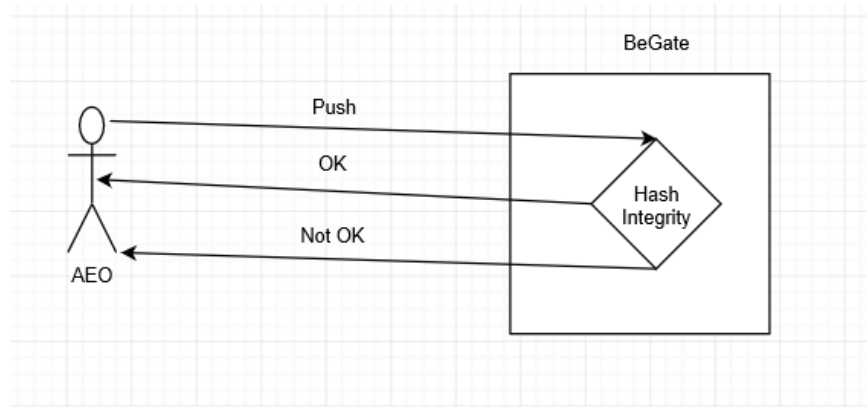 BeGate
Push
OK
Hash
Integrity
Not OK
AEO